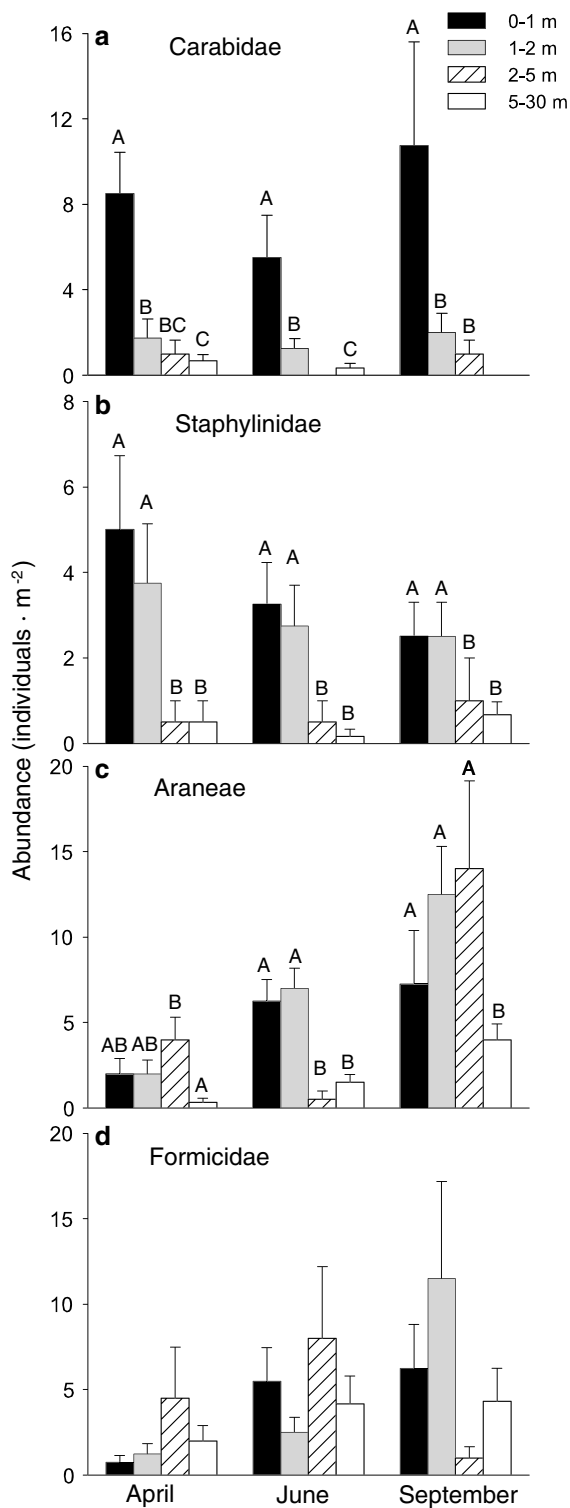 a
Carabidae
0-1 m
1-2 m
2-5 m
5-30 m
16
12
8
4
0
A
B
BC
C
A
B
C
A
B
B
b
Staphylinidae
8
6
4
2
0
A
A
B
B
A
A
B
B
A
A
B
B
Abundance (individuals · m⁻²)
c
Araneae
20
15
10
5
0
AB
AB
B
A
A
A
B
B
A
A
A
B
d
Formicidae
20
15
10
5
0
April
June
September